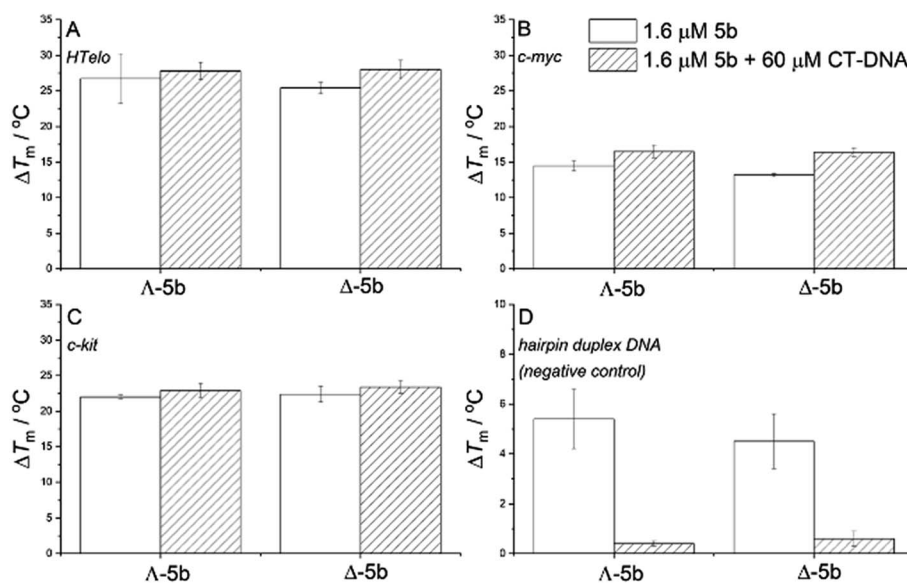 A
HTelo
ΔTm / °C
35
30
25
20
15
10
5
0
Λ-5b
Δ-5b
B
c-myc
1.6 μM 5b
1.6 μM 5b + 60 μM CT-DNA
ΔTm / °C
35
30
25
20
15
10
5
0
Λ-5b
Δ-5b
C
c-kit
ΔTm / °C
35
30
25
20
15
10
5
0
Λ-5b
Δ-5b
D
hairpin duplex DNA
(negative control)
ΔTm / °C
10
8
6
4
2
0
Λ-5b
Δ-5b